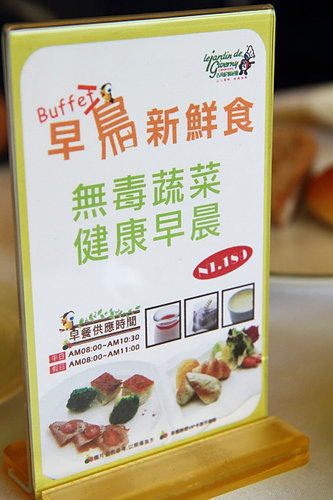 le jardin de
Giverny
Buffet
早鳥新鮮食
無毒蔬菜
健康早晨
早餐供應時間
平日 AM08:00~AM10:30
假日 AM08:00~AM11:00